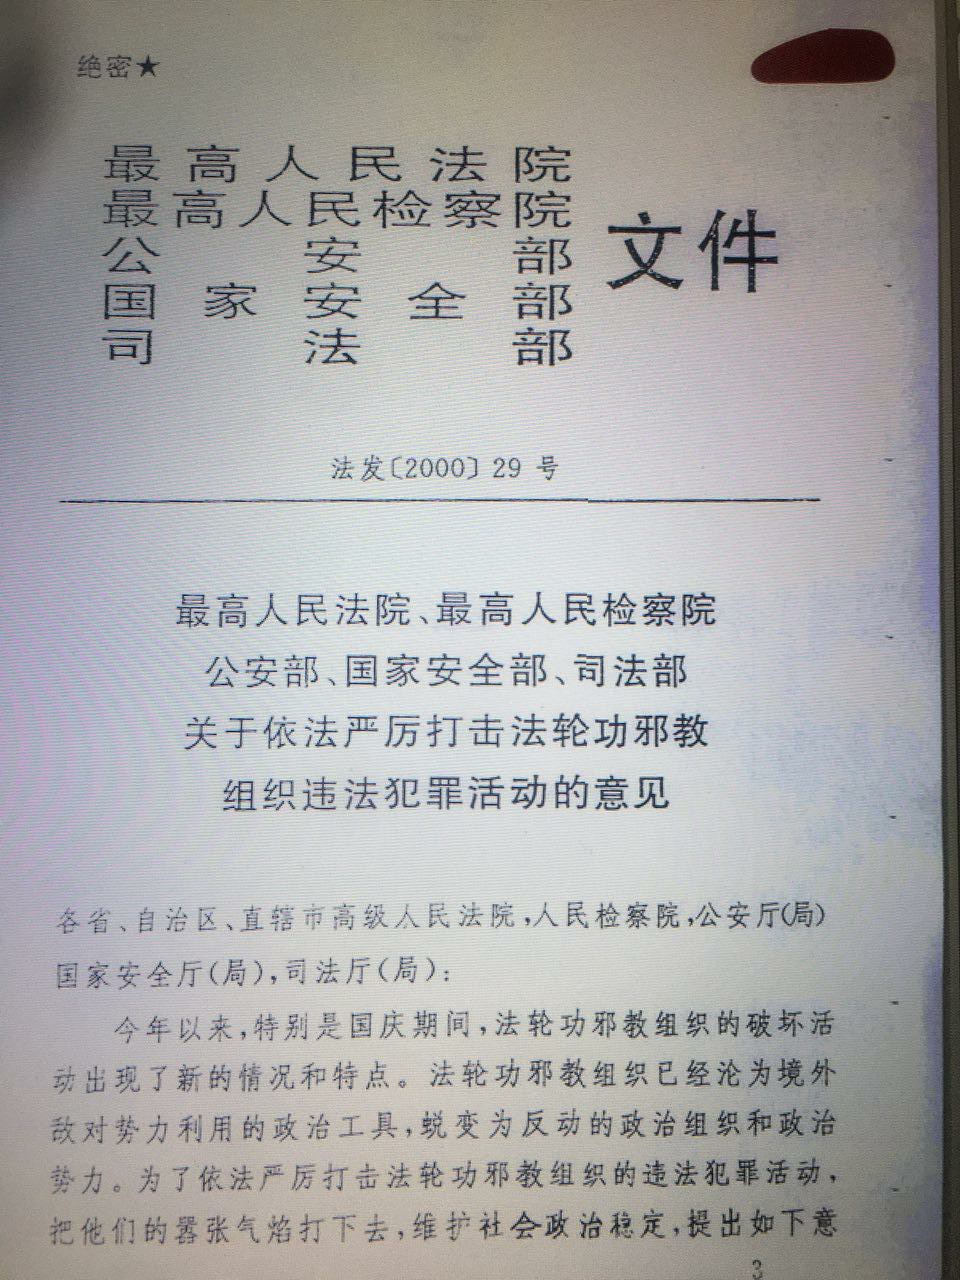 绝密★
最高人民法院
最高人民检察院
公安部
国家安全部
司法部
文件
法发〔2000〕29 号
最高人民法院、最高人民检察院
公安部、国家安全部、司法部
关于依法严厉打击法轮功邪教
组织违法犯罪活动的意见
各省、自治区、直辖市高级人民法院,人民检察院,公安厅(局)
国家安全厅(局),司法厅(局):
今年以来,特别是国庆期间,法轮功邪教组织的破坏活
动出现了新的情况和特点。法轮功邪教组织已经沦为境外
敌对势力利用的政治工具,蜕变为反动的政治组织和政治
势力。为了依法严厉打击法轮功邪教组织的违法犯罪活动,
把他们的嚣张气焰打下去,维护社会政治稳定,提出如下意
3